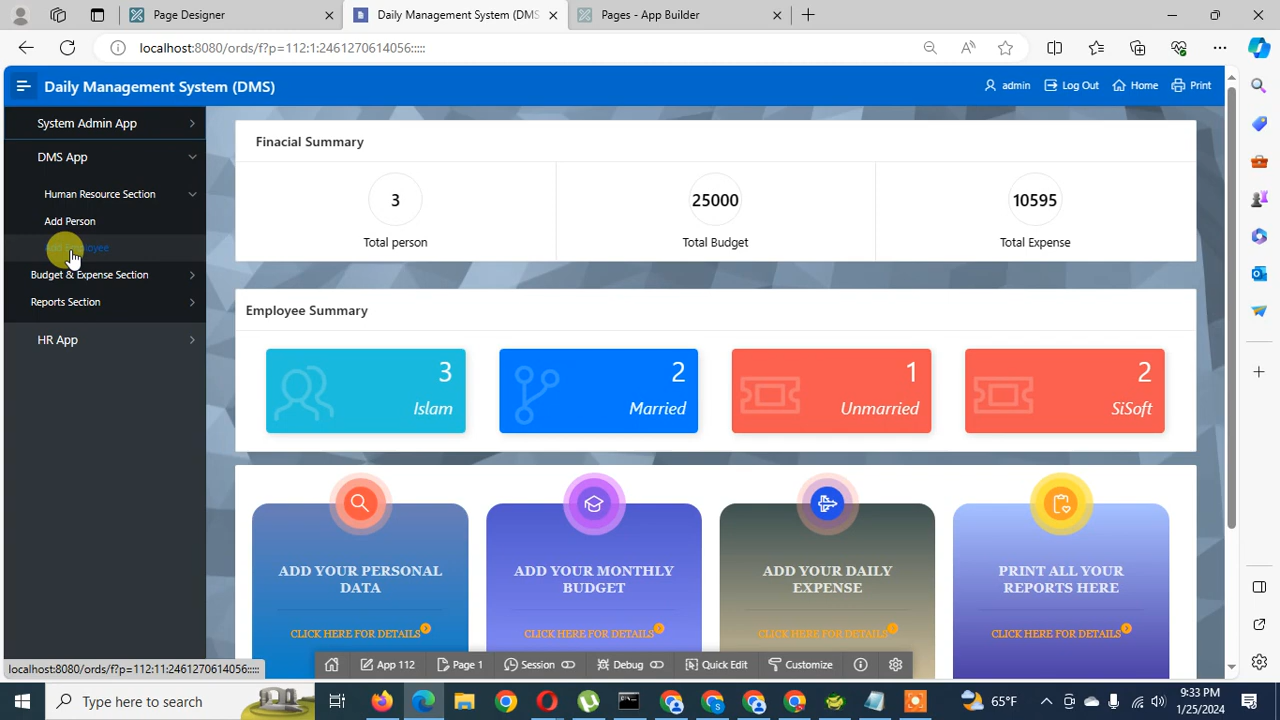 Page Designer
Daily Management System (DMS
Pages - App Builder
localhost:8080/ords/f?p=112:1:2461270614056:::::
Daily Management System (DMS)
admin
Log Out
Home
Print
System Admin App
DMS App
Human Resource Section
Add Person
Add Employee
Budget & Expense Section
Reports Section
HR App
Finacial Summary
3
25000
10595
Total person
Total Budget
Total Expense
Employee Summary
3
Islam
2
Married
1
Unmarried
2
SiSoft
ADD YOUR PERSONAL
DATA
CLICK HERE FOR DETAILS
ADD YOUR MONTHLY
BUDGET
CLICK HERE FOR DETAILS
ADD YOUR DAILY
EXPENSE
CLICK HERE FOR DETAILS
PRINT ALL YOUR
REPORTS HERE
CLICK HERE FOR DETAILS
localhost:8080/ords/f?p=112:11:2461270614056:::::
App 112
Page 1
Session
Debug
Quick Edit
Customize
Type here to search
65°F
9:33 PM
1/25/2024